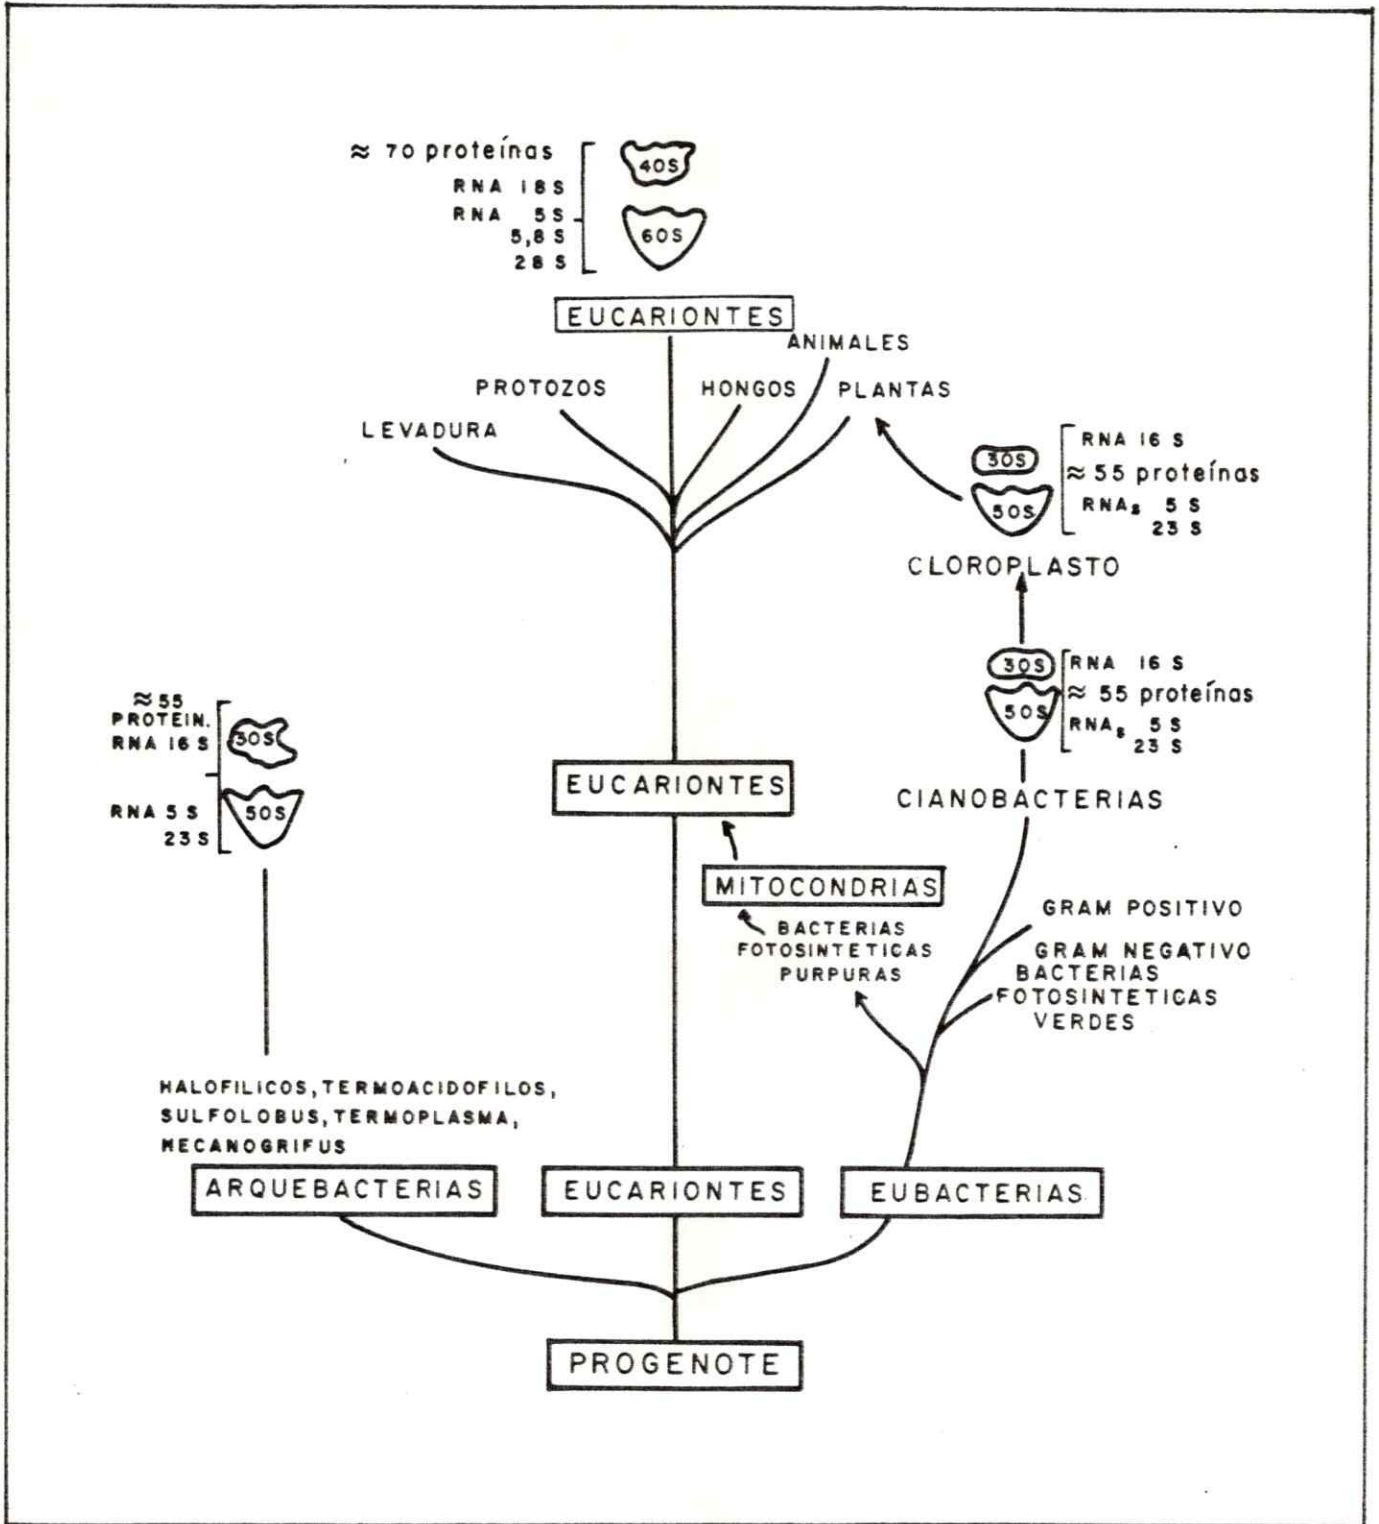 ≈ 70 proteínas
RNA 18 S
RNA 5 S
5,8 S
28 S
40S
60S
EUCARIONTES
ANIMALES
PROTOZOS
HONGOS
PLANTAS
LEVADURA
30S
50S
RNA 16 S
≈ 55 proteínas
RNAs 5 S
23 S
CLOROPLASTO
30S
50S
RNA 16 S
≈ 55 proteínas
RNAs 5 S
23 S
CIANOBACTERIAS
≈ 55
PROTEIN.
RNA 16 S
30S
RNA 5 S
23 S
50S
EUCARIONTES
MITOCONDRIAS
BACTERIAS
FOTOSINTETICAS
PURPURAS
GRAM POSITIVO
GRAM NEGATIVO
BACTERIAS
FOTOSINTETICAS
VERDES
HALOFILICOS, TERMOACIDOFILOS,
SULFOLOBUS, TERMOPLASMA,
MECANOGRIFUS
ARQUEBACTERIAS
EUCARIONTES
EUBACTERIAS
PROGENOTE